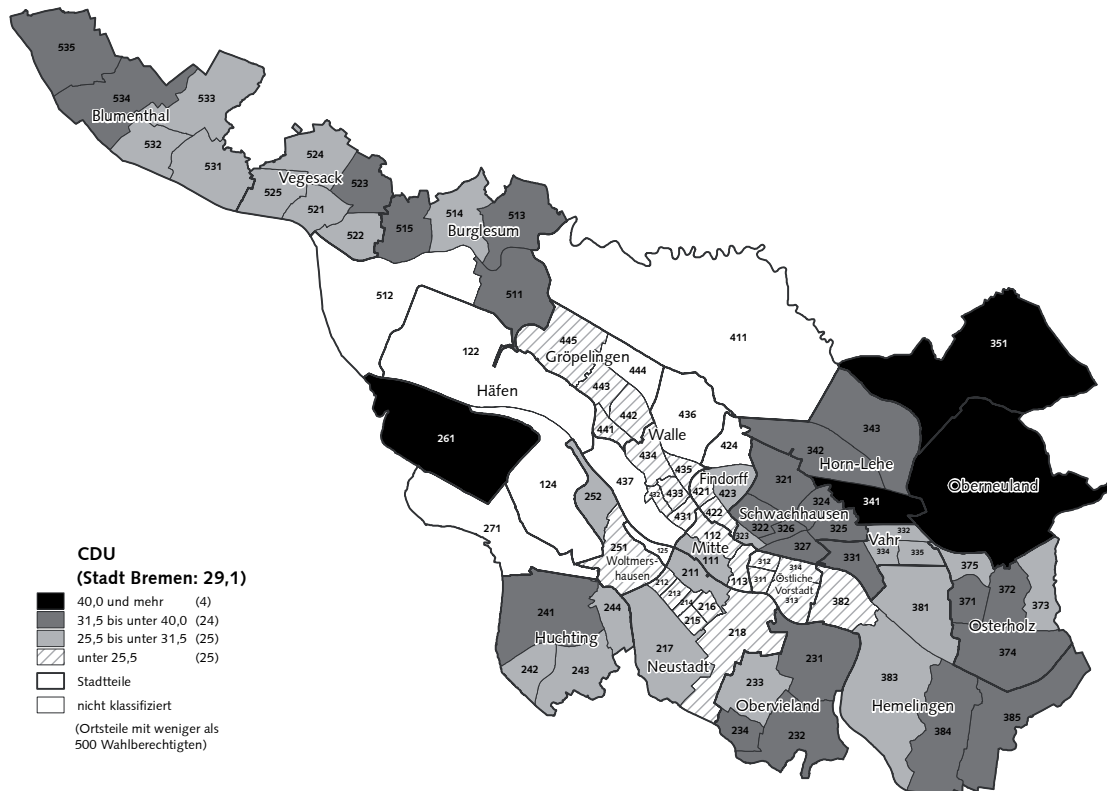 535
534
533
Blumenthal
532
531
524
Vegesack
523
525
521
522
515
514
513
Burglesum
512
511
411
122
445
Gröpelingen
444
443
442
441
Häfen
351
436
Walle
424
343
342
Horn-Lehe
261
434
435
437
432
433
431
421
Findorff
423
422
321
324
341
Oberneuland
124
252
Schwachhausen
322
326
325
323
327
332
Vahr
334
335
331
271
251
Woltmers-
hausen
125
112
Mitte
111
113
312
314
311
Östliche
Vorstadt
313
375
371
372
373
Osterholz
374
211
212
213
214
216
215
218
382
381
241
244
Huchting
242
243
217
Neustadt
231
233
Obervieland
234
232
383
Hemelingen
384
385
CDU
(Stadt Bremen: 29,1)
40,0 und mehr (4)
31,5 bis unter 40,0 (24)
25,5 bis unter 31,5 (25)
unter 25,5 (25)
Stadtteile
nicht klassifiziert
(Ortsteile mit weniger als
500 Wahlberechtigten)